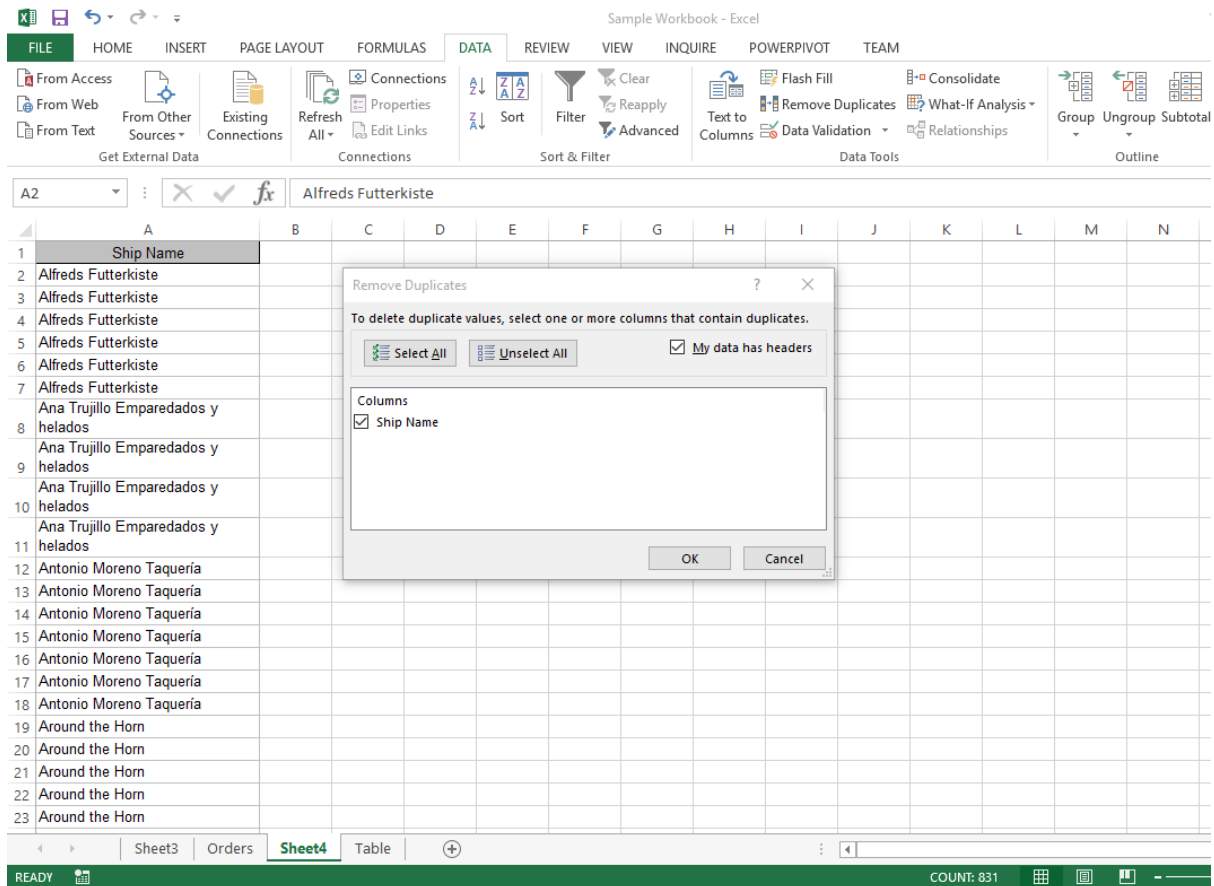 Sample Workbook - Excel
FILE HOME INSERT PAGE LAYOUT FORMULAS DATA REVIEW VIEW INQUIRE POWERPIVOT TEAM
From Access
From Web
From Text
From Other Sources
Existing Connections
Get External Data
Refresh All
Connections
Properties
Edit Links
Connections
Sort
Filter
Clear
Reapply
Advanced
Sort & Filter
Text to Columns
Flash Fill
Remove Duplicates
Data Validation
Consolidate
What-If Analysis
Relationships
Data Tools
Group Ungroup Subtotal
Outline
A2 fx Alfreds Futterkiste
A B C D E F G H I J K L M N
1 Ship Name
2 Alfreds Futterkiste
3 Alfreds Futterkiste
4 Alfreds Futterkiste
5 Alfreds Futterkiste
6 Alfreds Futterkiste
7 Alfreds Futterkiste
Ana Trujillo Emparedados y
8 helados
Ana Trujillo Emparedados y
9 helados
Ana Trujillo Emparedados y
10 helados
Ana Trujillo Emparedados y
11 helados
12 Antonio Moreno Taquería
13 Antonio Moreno Taquería
14 Antonio Moreno Taquería
15 Antonio Moreno Taquería
16 Antonio Moreno Taquería
17 Antonio Moreno Taquería
18 Antonio Moreno Taquería
19 Around the Horn
20 Around the Horn
21 Around the Horn
22 Around the Horn
23 Around the Horn
Remove Duplicates ?
To delete duplicate values, select one or more columns that contain duplicates.
Select All Unselect All My data has headers
Columns
Ship Name
OK Cancel
Sheet3 Orders Sheet4 Table
READY COUNT: 831